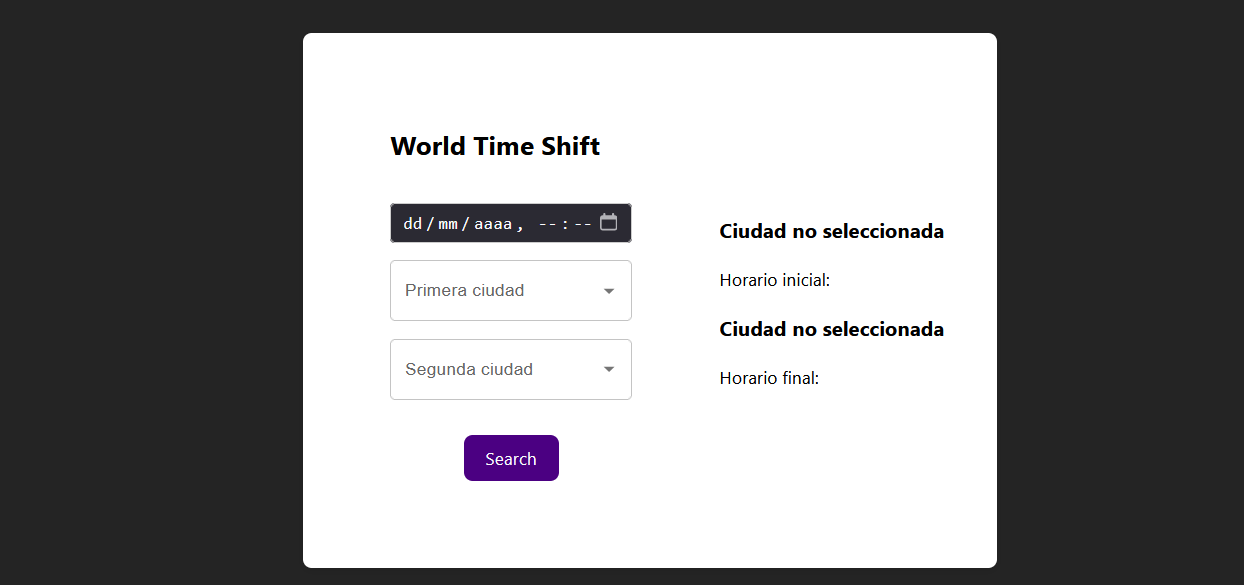 World Time Shift
dd/mm/aaaa, --:--
Primera ciudad
Segunda ciudad
Search
Ciudad no seleccionada
Horario inicial:
Ciudad no seleccionada
Horario final: